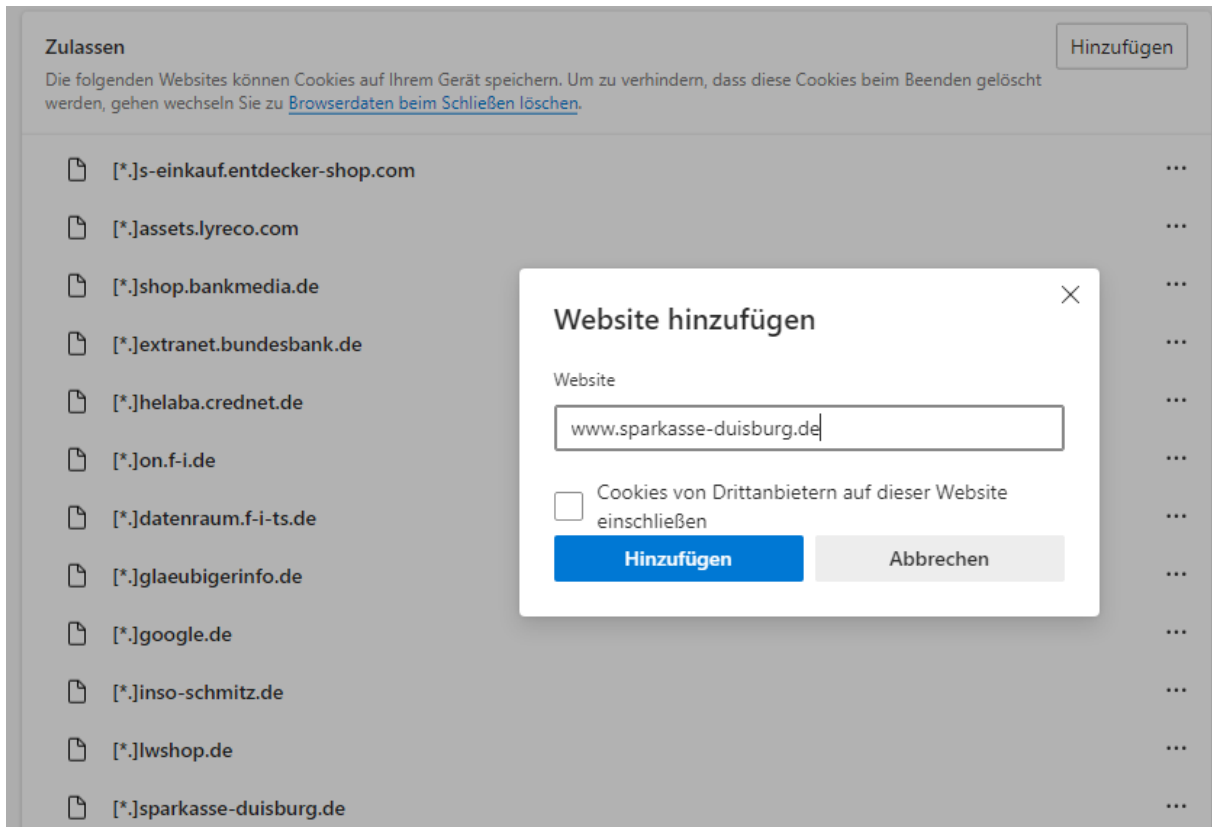 Zulassen
Hinzufügen
Die folgenden Websites können Cookies auf Ihrem Gerät speichern. Um zu verhindern, dass diese Cookies beim Beenden gelöscht
werden, gehen wechseln Sie zu Browserdaten beim Schließen löschen.
[*.]s-einkauf.entdecker-shop.com
[*.]assets.lyreco.com
[*.]shop.bankmedia.de
[*.]extranet.bundesbank.de
[*.]helaba.crednet.de
[*.]on.f-i.de
[*.]datenraum.f-i-ts.de
[*.]glaeubigerinfo.de
[*.]google.de
[*.]inso-schmitz.de
[*.]lwshop.de
[*.]sparkasse-duisburg.de
Website hinzufügen
Website
www.sparkasse-duisburg.de
Cookies von Drittanbietern auf dieser Website
einschließen
Hinzufügen
Abbrechen